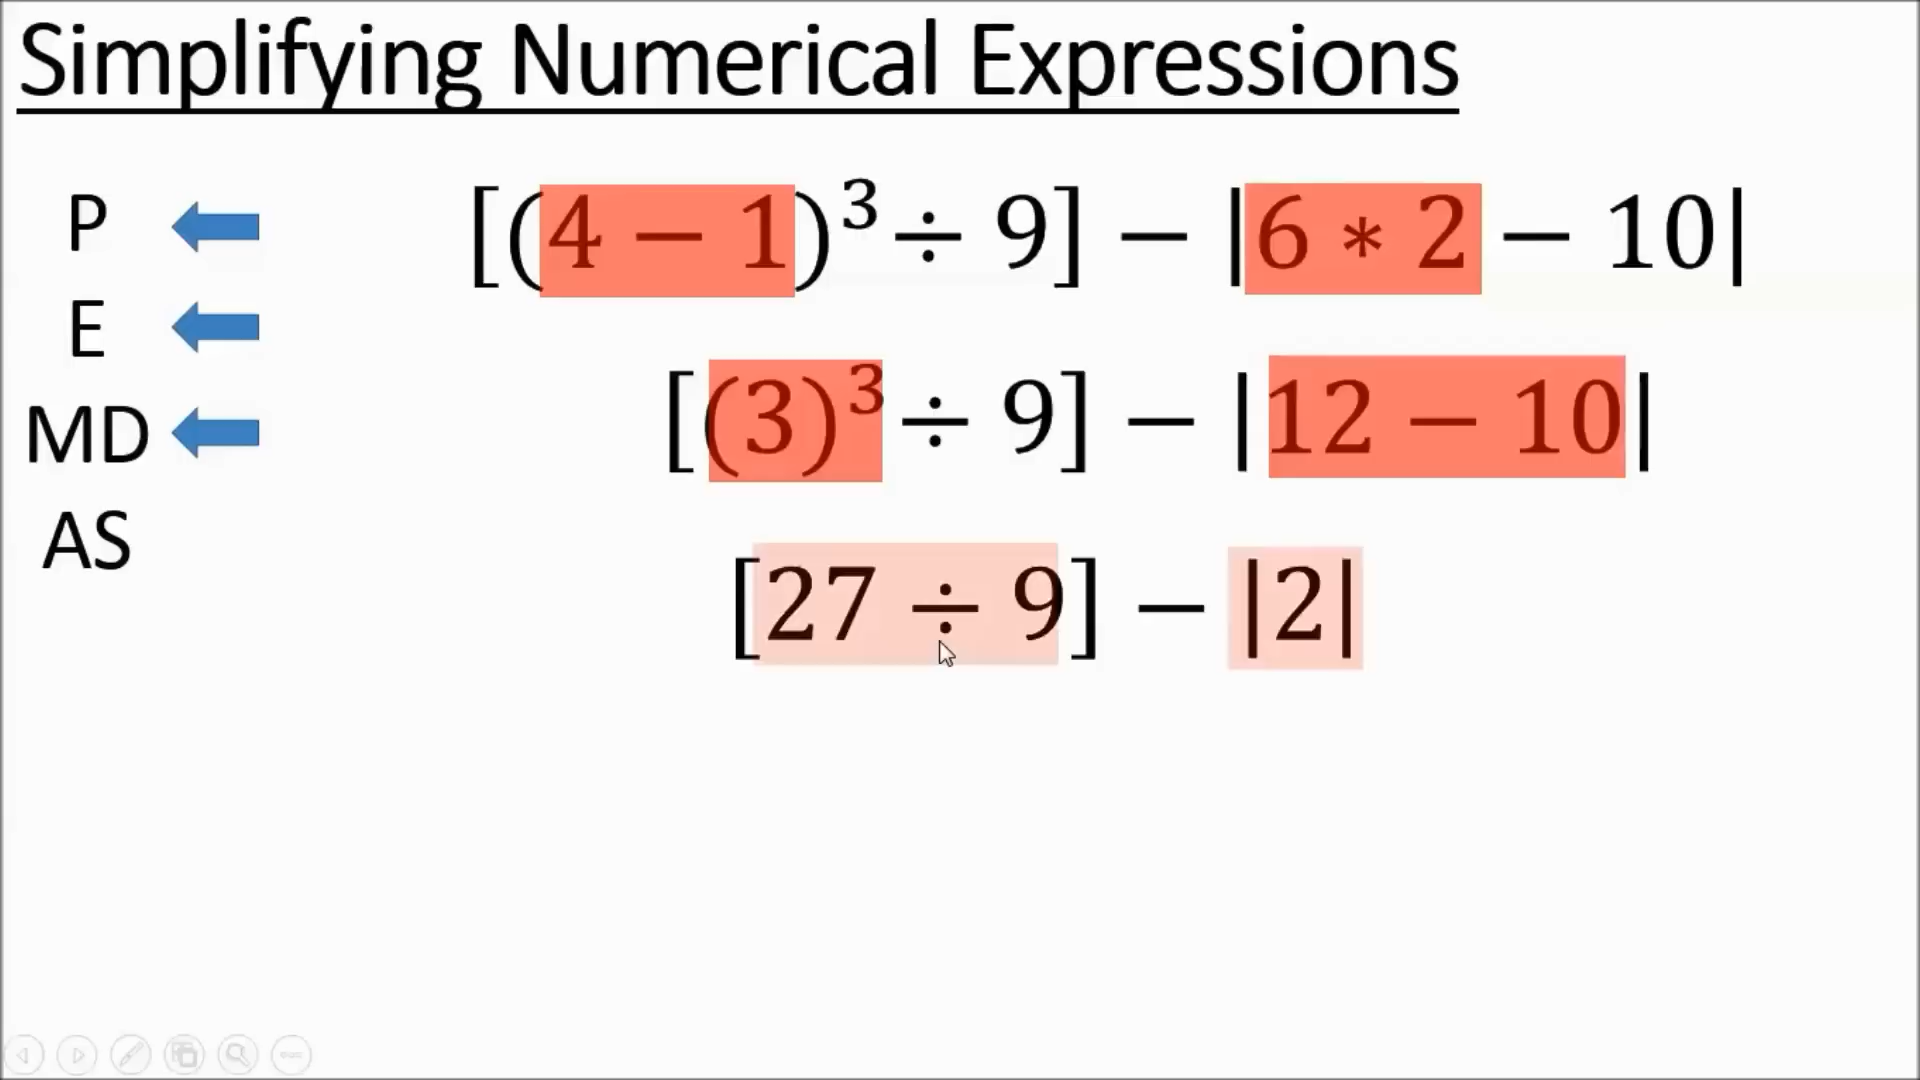 Simplifying Numerical Expressions
P
[(4 − 1)³ ÷ 9] − |6 * 2 − 10|
E
[(3)³ ÷ 9] − |12 − 10|
MD
AS
[27 ÷ 9] − |2|